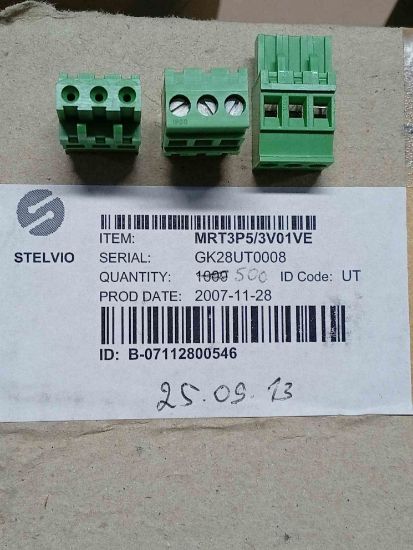 STELVIO
ITEM: MRT3P5/3V01VE
SERIAL: GK28UT0008
QUANTITY: 1000 500 ID Code: UT
PROD DATE: 2007-11-28
ID: B-07112800546
25.09.13